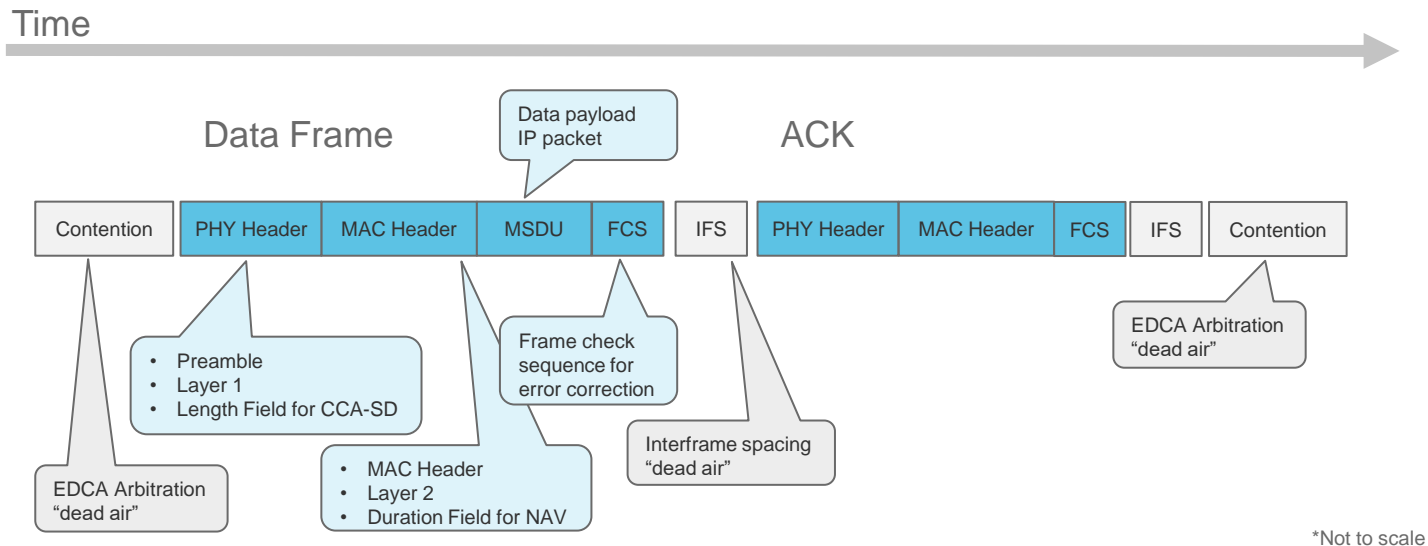 Time
Data Frame
ACK
Data payload
IP packet
Contention
PHY Header
MAC Header
MSDU
FCS
IFS
PHY Header
MAC Header
FCS
IFS
Contention
• Preamble
• Layer 1
• Length Field for CCA-SD
Frame check
sequence for
error correction
EDCA Arbitration
“dead air”
Interframe spacing
“dead air”
• MAC Header
• Layer 2
• Duration Field for NAV
EDCA Arbitration
“dead air”
*Not to scale